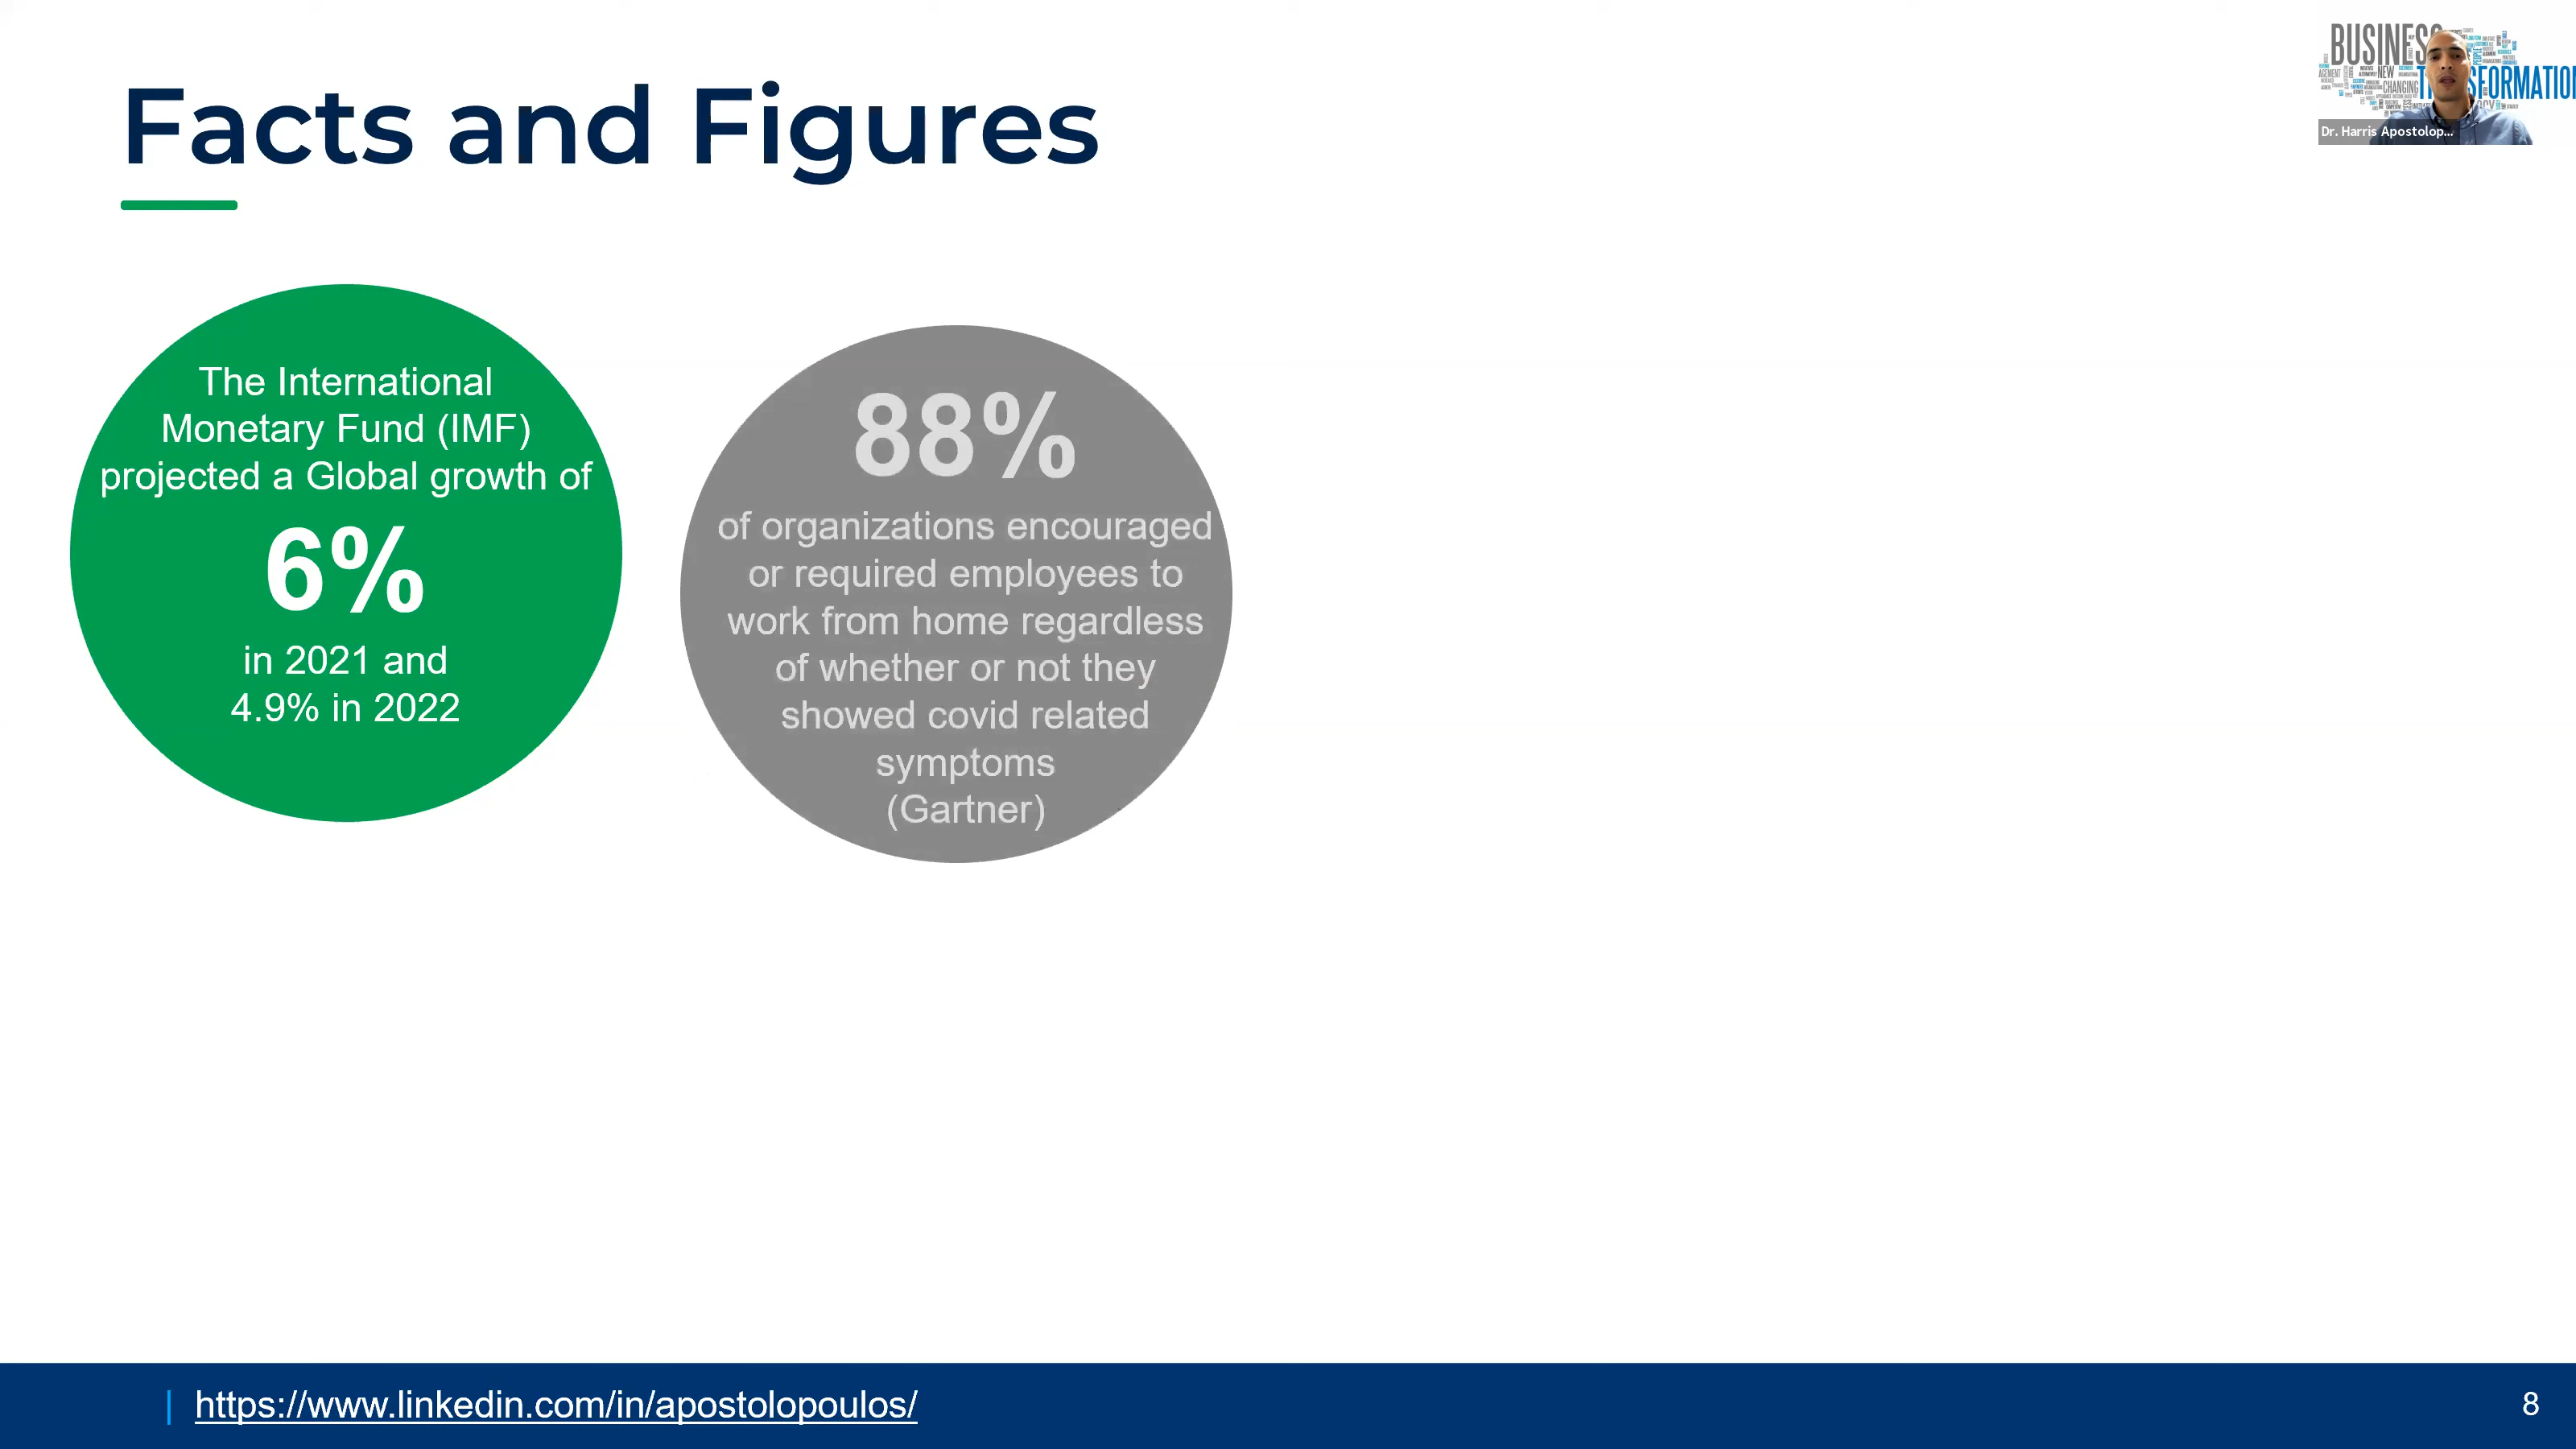 Facts and Figures
The International
Monetary Fund (IMF)
projected a Global growth of
6%
in 2021 and
4.9% in 2022
88%
of organizations encouraged
or required employees to
work from home regardless
of whether or not they
showed covid related
symptoms
(Gartner)
BUSINESS
NEW
CHANGING
Dr. Harris Apostolop...
| https://www.linkedin.com/in/apostolopoulos/
8